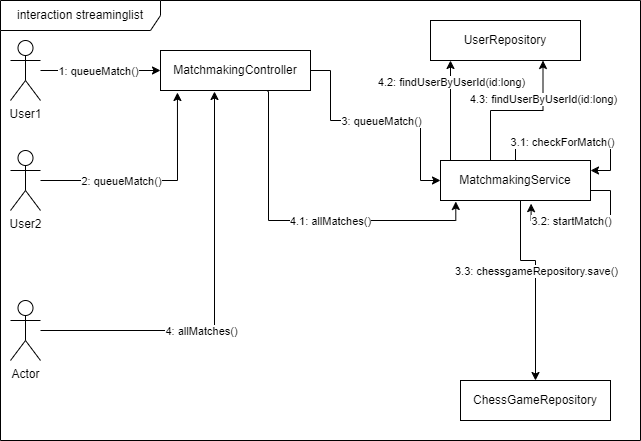 interaction streaminglist
UserRepository
1: queueMatch()
MatchmakingController
4.2: findUserByUserId(id:long)
4.3: findUserByUserId(id:long)
User1
3: queueMatch()
3.1: checkForMatch()
2: queueMatch()
MatchmakingService
User2
4.1: allMatches()
3.2: startMatch()
3.3: chessgameRepository.save()
4: allMatches()
Actor
ChessGameRepository